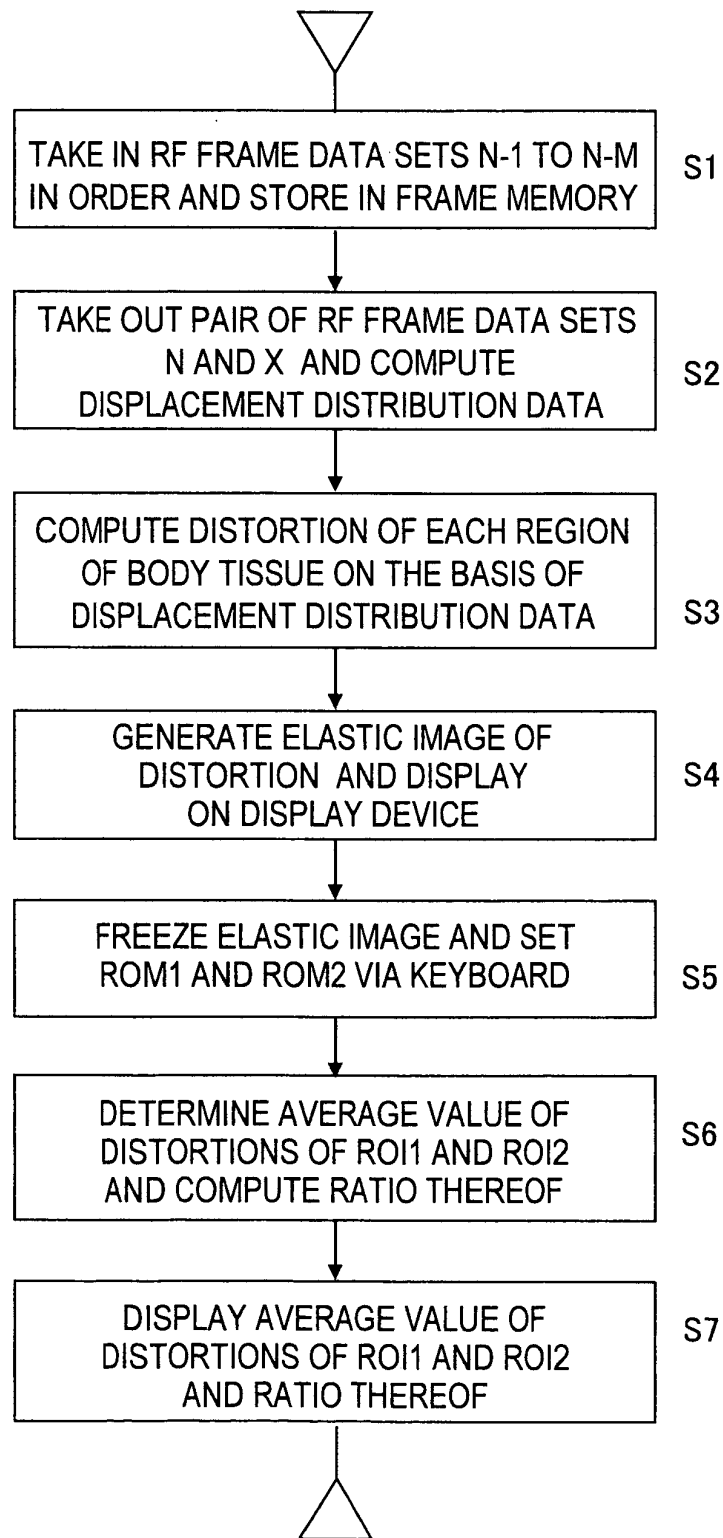 TAKE IN RF FRAME DATA SETS N-1 TO N-M
IN ORDER AND STORE IN FRAME MEMORY
S1
TAKE OUT PAIR OF RF FRAME DATA SETS
N AND X AND COMPUTE
DISPLACEMENT DISTRIBUTION DATA
S2
COMPUTE DISTORTION OF EACH REGION
OF BODY TISSUE ON THE BASIS OF
DISPLACEMENT DISTRIBUTION DATA
S3
GENERATE ELASTIC IMAGE OF
DISTORTION AND DISPLAY
ON DISPLAY DEVICE
S4
FREEZE ELASTIC IMAGE AND SET
ROM1 AND ROM2 VIA KEYBOARD
S5
DETERMINE AVERAGE VALUE OF
DISTORTIONS OF ROI1 AND ROI2
AND COMPUTE RATIO THEREOF
S6
DISPLAY AVERAGE VALUE OF
DISTORTIONS OF ROI1 AND ROI2
AND RATIO THEREOF
S7